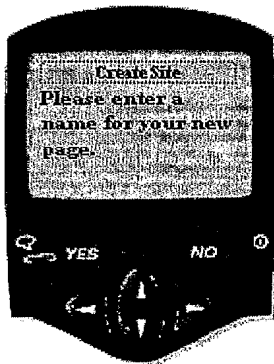 Create Site
Please enter a
name for your new
page.
YES NO